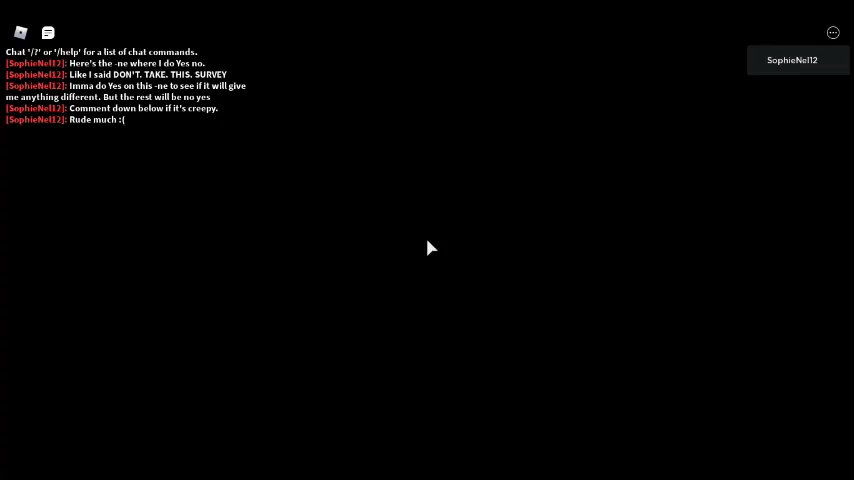 Chat '/?' or '/help' for a list of chat commands.
SophieNel12
[SophieNel12]: Here's the -ne where I do Yes no.
[SophieNel12]: Like I said DON'T. TAKE. THIS. SURVEY
[SophieNel12]: Imma do Yes on this -ne to see if it will give
me anything different. But the rest will be no yes
[SophieNel12]: Comment down below if it's creepy.
[SophieNel12]: Rude much :(